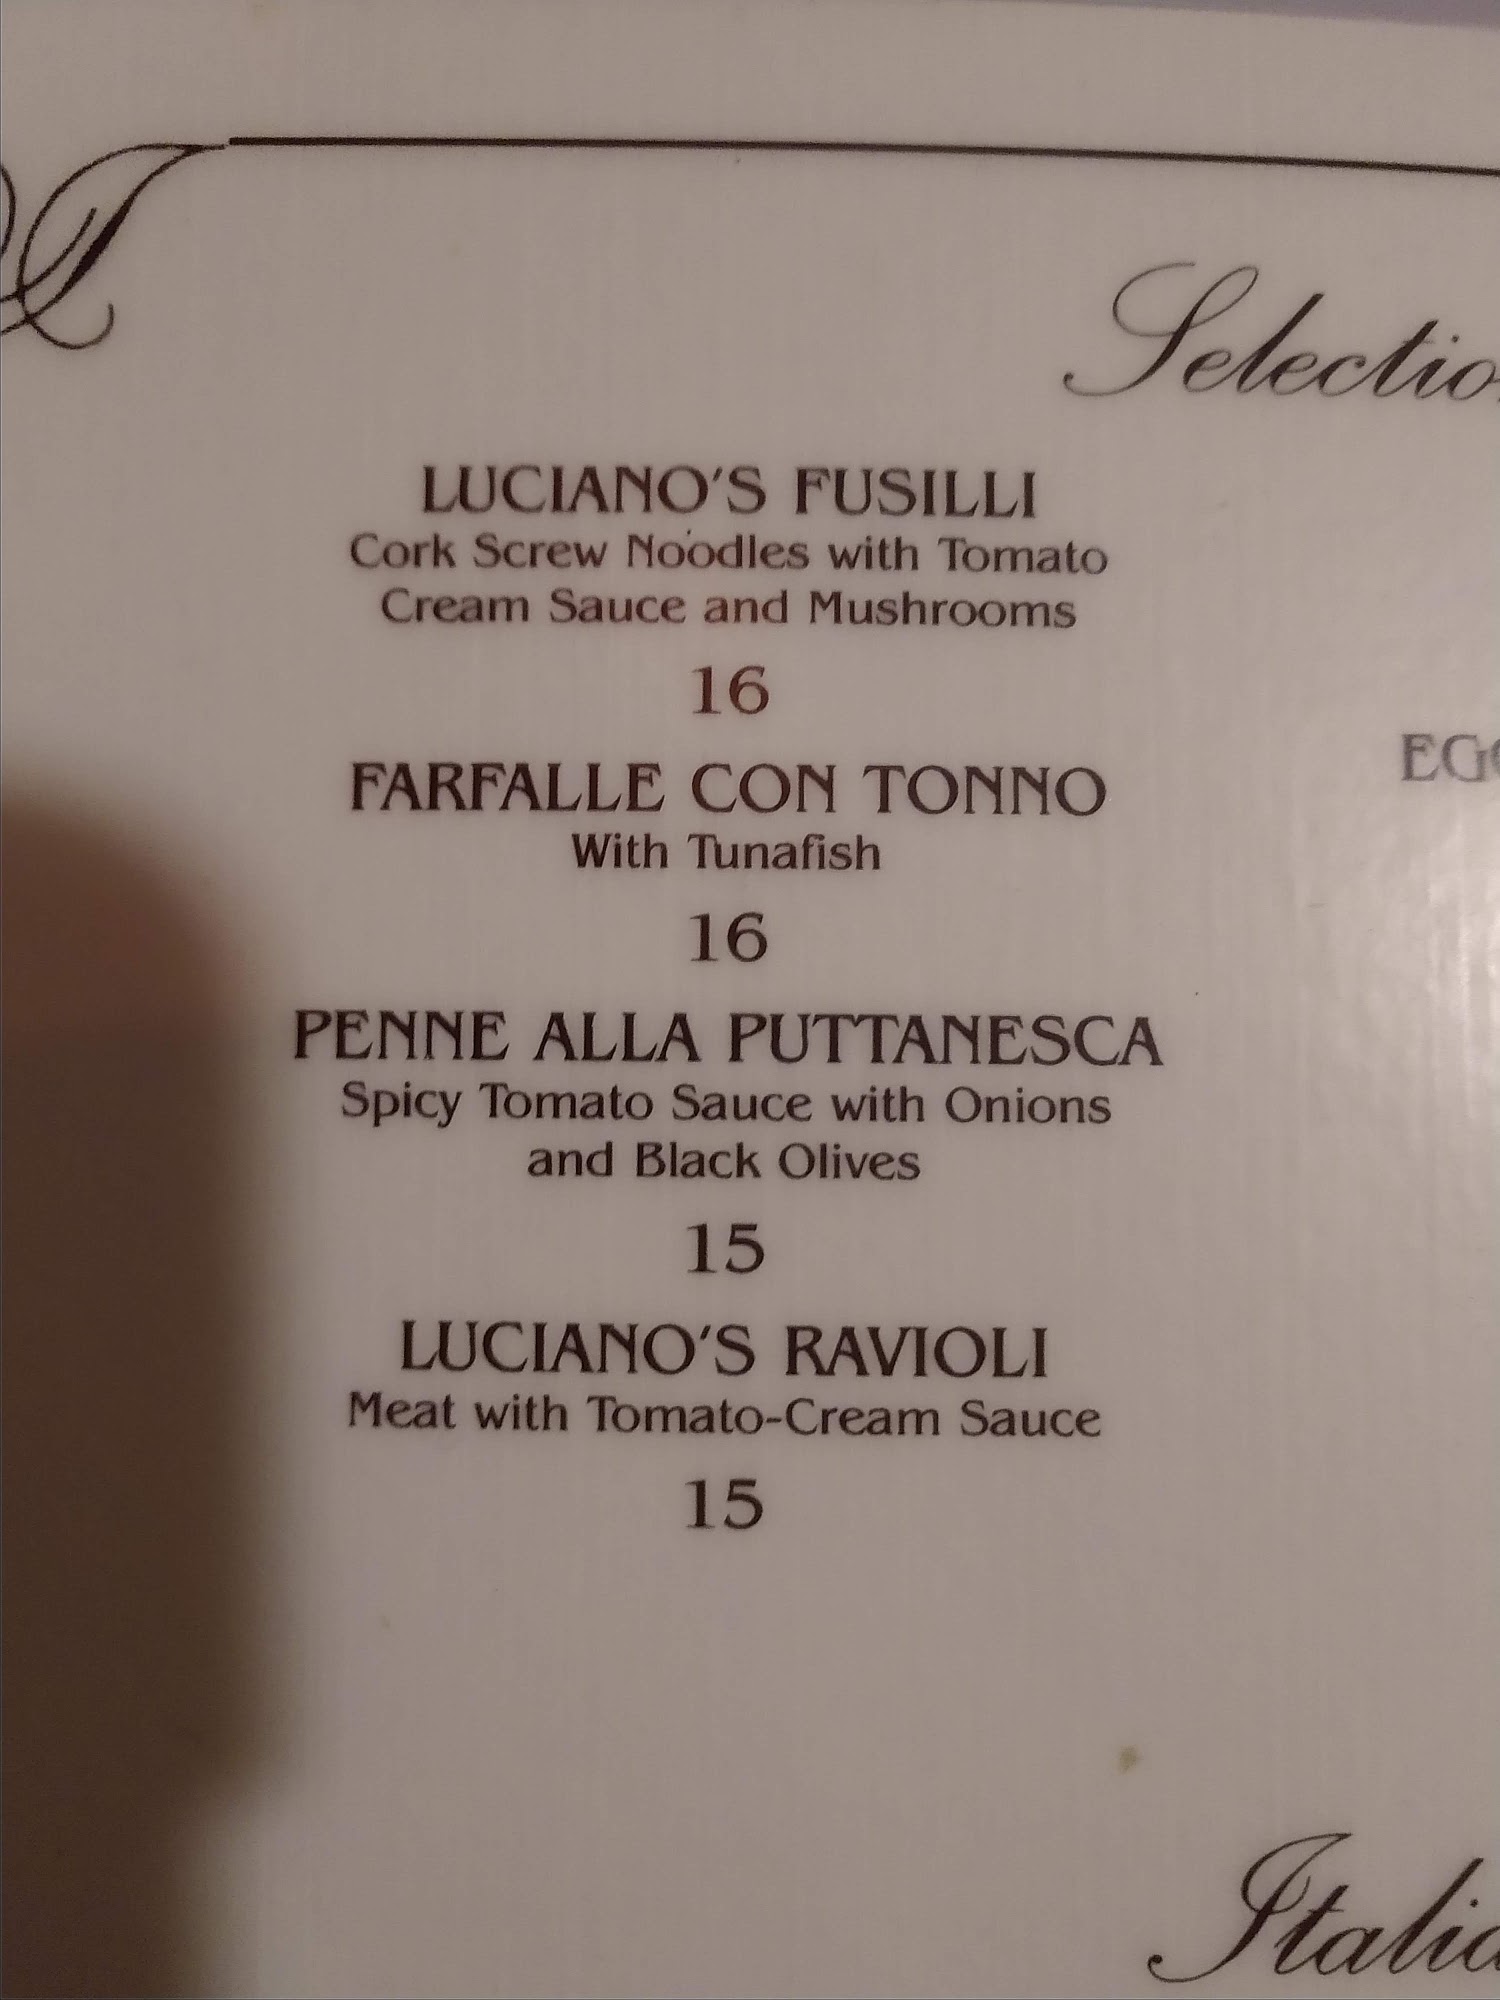 LUCIANO'S FUSILLI
Cork Screw Noodles with Tomato
Cream Sauce and Mushrooms
16
FARFALLE CON TONNO
With Tunafish
16
PENNE ALLA PUTTANESCA
Spicy Tomato Sauce with Onions
and Black Olives
15
LUCIANO'S RAVIOLI
Meat with Tomato-Cream Sauce
15